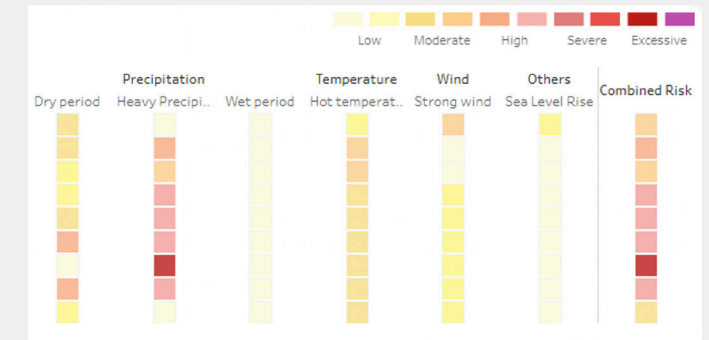 Low Moderate High Severe Excessive
Precipitation Temperature Wind Others
Combined Risk
Dry period Heavy Precipi.. Wet period Hot temperat.. Strong wind Sea Level Rise